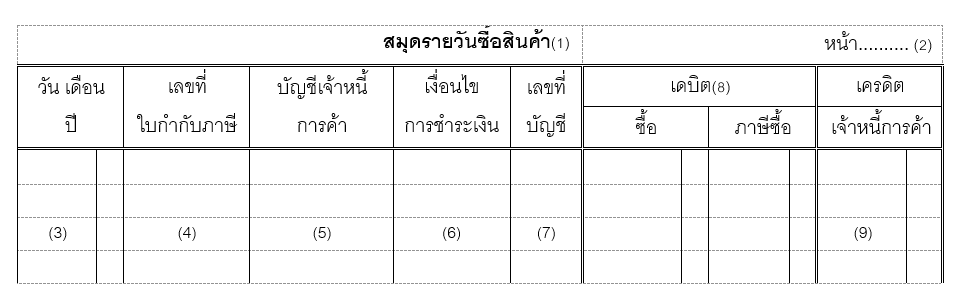 สมุดรายวันซื้อสินค้า(1)
หน้า.......... (2)
วัน เดือน ปี
เลขที่ ใบกำกับภาษี
บัญชีเจ้าหนี้ การค้า
เงื่อนไข การชำระเงิน
เลขที่ บัญชี
เดบิต(8)
เครดิต
ซื้อ
ภาษีซื้อ
เจ้าหนี้การค้า
(3)
(4)
(5)
(6)
(7)
(9)